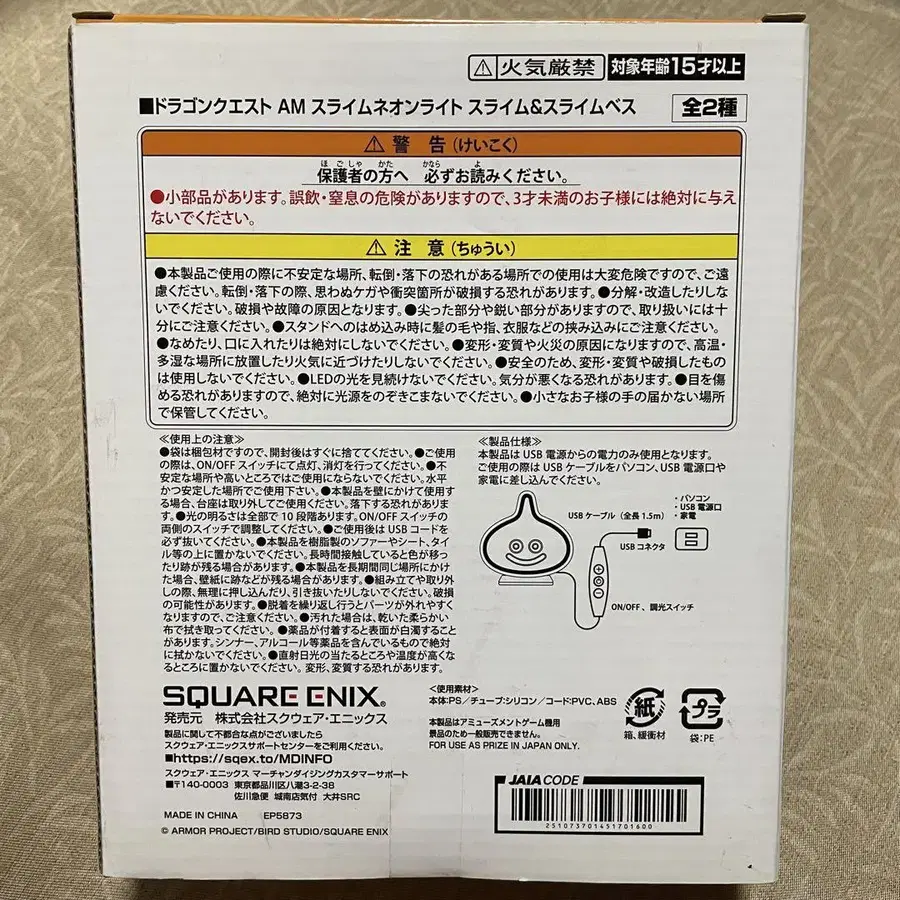 火気厳禁 対象年齢15才以上
■ドラゴンクエスト AM スライムネオンライト スライム&スライムベス 全2種
警 告(けいこく)
保護者の方へ 必ずお読みください。
●小部品があります。誤飲・窒息の危険がありますので、3才未満のお子様には絶対に与え
ないでください。
注 意(ちゅうい)
●本製品ご使用の際に不安定な場所、転倒・落下の恐れがある場所での使用は大変危険ですので、ご遠
慮ください。転倒・落下の際、思わぬケガや衝突箇所が破損する恐れがあります。●分解・改造したりしな
いでください。破損や故障の原因となります。●尖った部分や鋭い部分がありますので、取り扱いには十
分にご注意ください。●スタンドへのはめ込み時に髪の毛や指、衣服などの挟み込みにご注意ください。
●なめたり、口に入れたりは絶対にしないでください。●変形・変質や火災の原因になりますので、高温・
多湿な場所に放置したり火気に近づけたりしないでください。●安全のため、変形・変質や破損したもの
は使用しないでください。●LEDの光を見続けないでください。気分が悪くなる恐れがあります。●目を傷
める恐れがありますので、絶対に光源をのぞきこまないでください。●小さなお子様の手の届かない場所
で保管してください。
≪使用上の注意≫
●袋は梱包材ですので、開封後はすぐに捨ててください。●ご使用
の際は、ON/OFF スイッチにて点灯、消灯を行ってください。●不
安定な場所や高いところではご使用にならないでください。水平
かつ安定した場所でご使用下さい。●本製品を壁にかけて使用す
る場合、台座は取り外してご使用ください。落下する恐れがありま
す。●光の明るさは全部で 10 段階あります。ON/OFF スイッチの
両側のスイッチで調整してください。●ご使用後は USB コードを
必ず抜いてください。●本製品を樹脂製のソファーやシート、タイ
ル等の上に置かないでください。長時間接触していると色が移っ
たり跡が残る場合があります。●本製品を長期間同じ場所にかけ
た場合、壁紙に跡などが残る場合があります。●組み立てや取り外
しの際、無理に押し込んだり、引き抜いたりしないでください。破損
の可能性があります。●脱着を繰り返し行うとパーツが外れやすく
なりますので、ご注意ください。●汚れた場合は、乾いた柔らかい
布で拭き取ってください。●薬品が付着すると表面が白濁すること
があります。シンナー、アルコール等薬品を含んでいるもので絶対
に拭かないでください。●直射日光の当たるところや温度が高くな
るところに置かないでください。変形、変質する恐れがあります。
≪製品仕様≫
本製品は USB 電源からの電力のみ使用となります。
ご使用の際は USB ケーブルをパソコン、USB 電源口や
家電に差し込んでください。
・パソコン
・USB 電源口
・家電
USB ケーブル(全長 1.5m)
USB コネクタ
ON/OFF 、調光スイッチ
SQUARE ENIX®
発売元 株式会社スクウェア・エニックス
製品に関して不都合な点がございましたら
スクウェア・エニックスサポートセンターをご利用ください。
■https://sqex.to/MDINFO
スクウェア・エニックス マーチャンダイジングカスタマーサポート
■〒140-0003 東京都品川区八潮3-2-38
佐川急便 城南店気付 大井SRC
MADE IN CHINA EP5873
© ARMOR PROJECT/BIRD STUDIO/SQUARE ENIX
≪使用素材≫
本体:PS/チューブ:シリコン/コード:PVC、ABS
本製品はアミューズメントゲーム機用
景品のため一般販売できません。
FOR USE AS PRIZE IN JAPAN ONLY.
紙
箱、緩衝材
プラ
袋:PE
JAIA CODE
251073701451701600